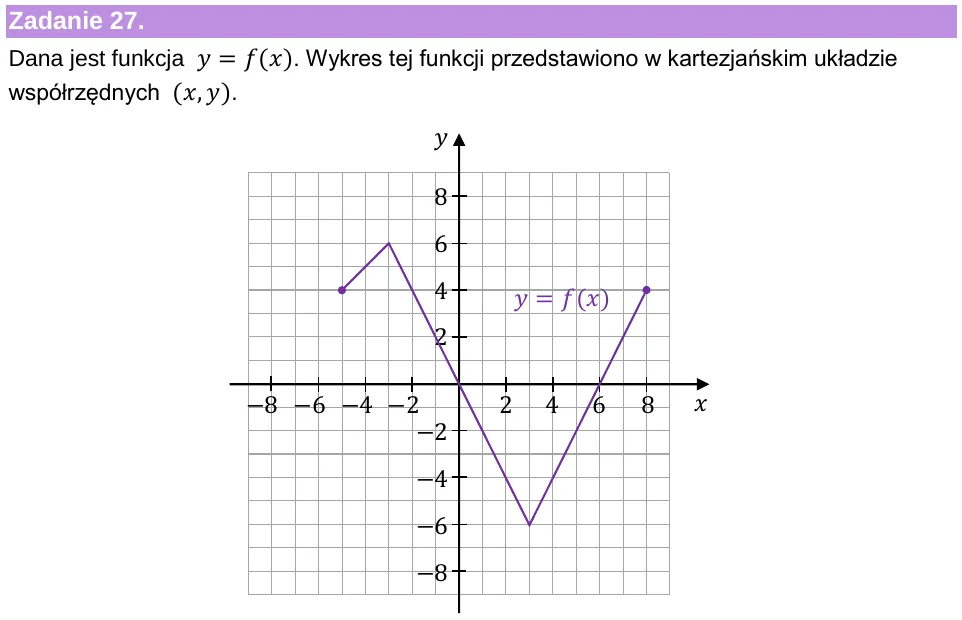 Zadanie 27.
Dana jest funkcja y = f(x). Wykres tej funkcji przedstawiono w kartezjańskim układzie
współrzędnych (x, y).
y
8
6
4
y = f(x)
2
−8 −6 −4 −2 2 4 6 8 x
−2
−4
−6
−8